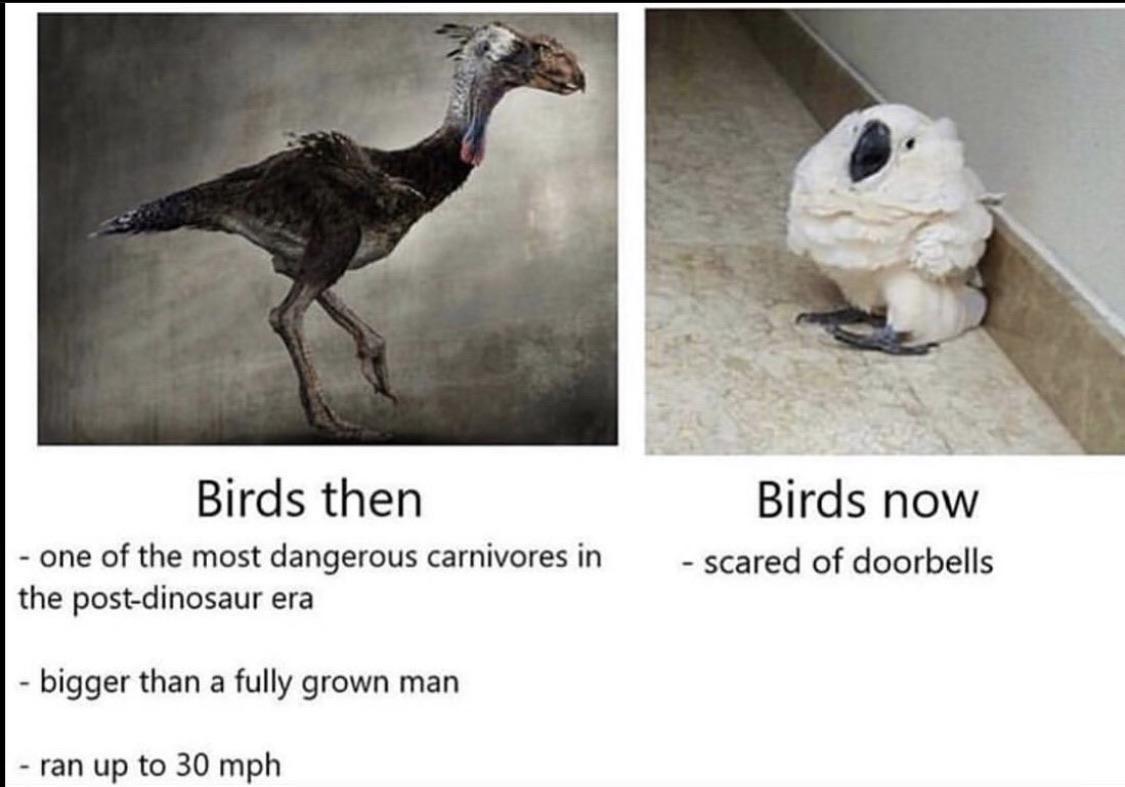 Birds then
- one of the most dangerous carnivores in
the post-dinosaur era
- bigger than a fully grown man
- ran up to 30 mph
Birds now
- scared of doorbells